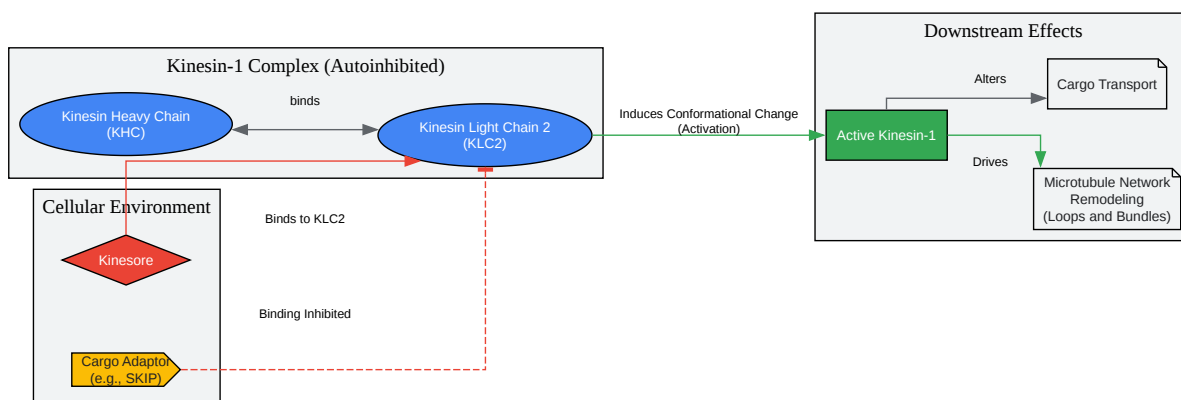 Downstream Effects
Kinesin-1 Complex (Autoinhibited)
Kinesin Heavy Chain
(KHC)
binds
Kinesin Light Chain 2
(KLC2)
Induces Conformational Change
(Activation)
Active Kinesin-1
Alters
Cargo Transport
Drives
Microtubule Network
Remodeling
(Loops and Bundles)
Cellular Environment
Binds to KLC2
Kinesore
Binding Inhibited
Cargo Adaptor
(e.g., SKIP)